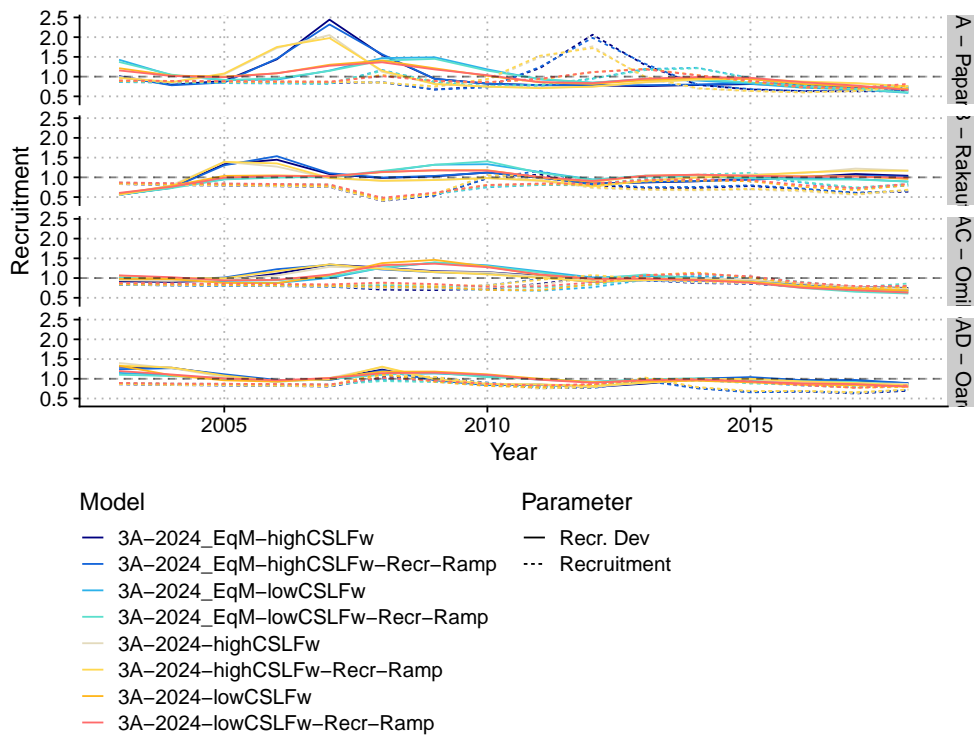 2.5
2.0
1.5
1.0
0.5
2.5
2.0
1.5
1.0
0.5
2.5
2.0
1.5
1.0
0.5
2.5
2.0
1.5
1.0
0.5
Recruitment
2005
2010
2015
Year
Model
3A−2024_EqM−highCSLFw
3A−2024_EqM−highCSLFw−Recr−Ramp
3A−2024_EqM−lowCSLFw
3A−2024_EqM−lowCSLFw−Recr−Ramp
3A−2024−highCSLFw
3A−2024−highCSLFw−Recr−Ramp
3A−2024−lowCSLFw
3A−2024−lowCSLFw−Recr−Ramp
Parameter
Recr. Dev
Recruitment